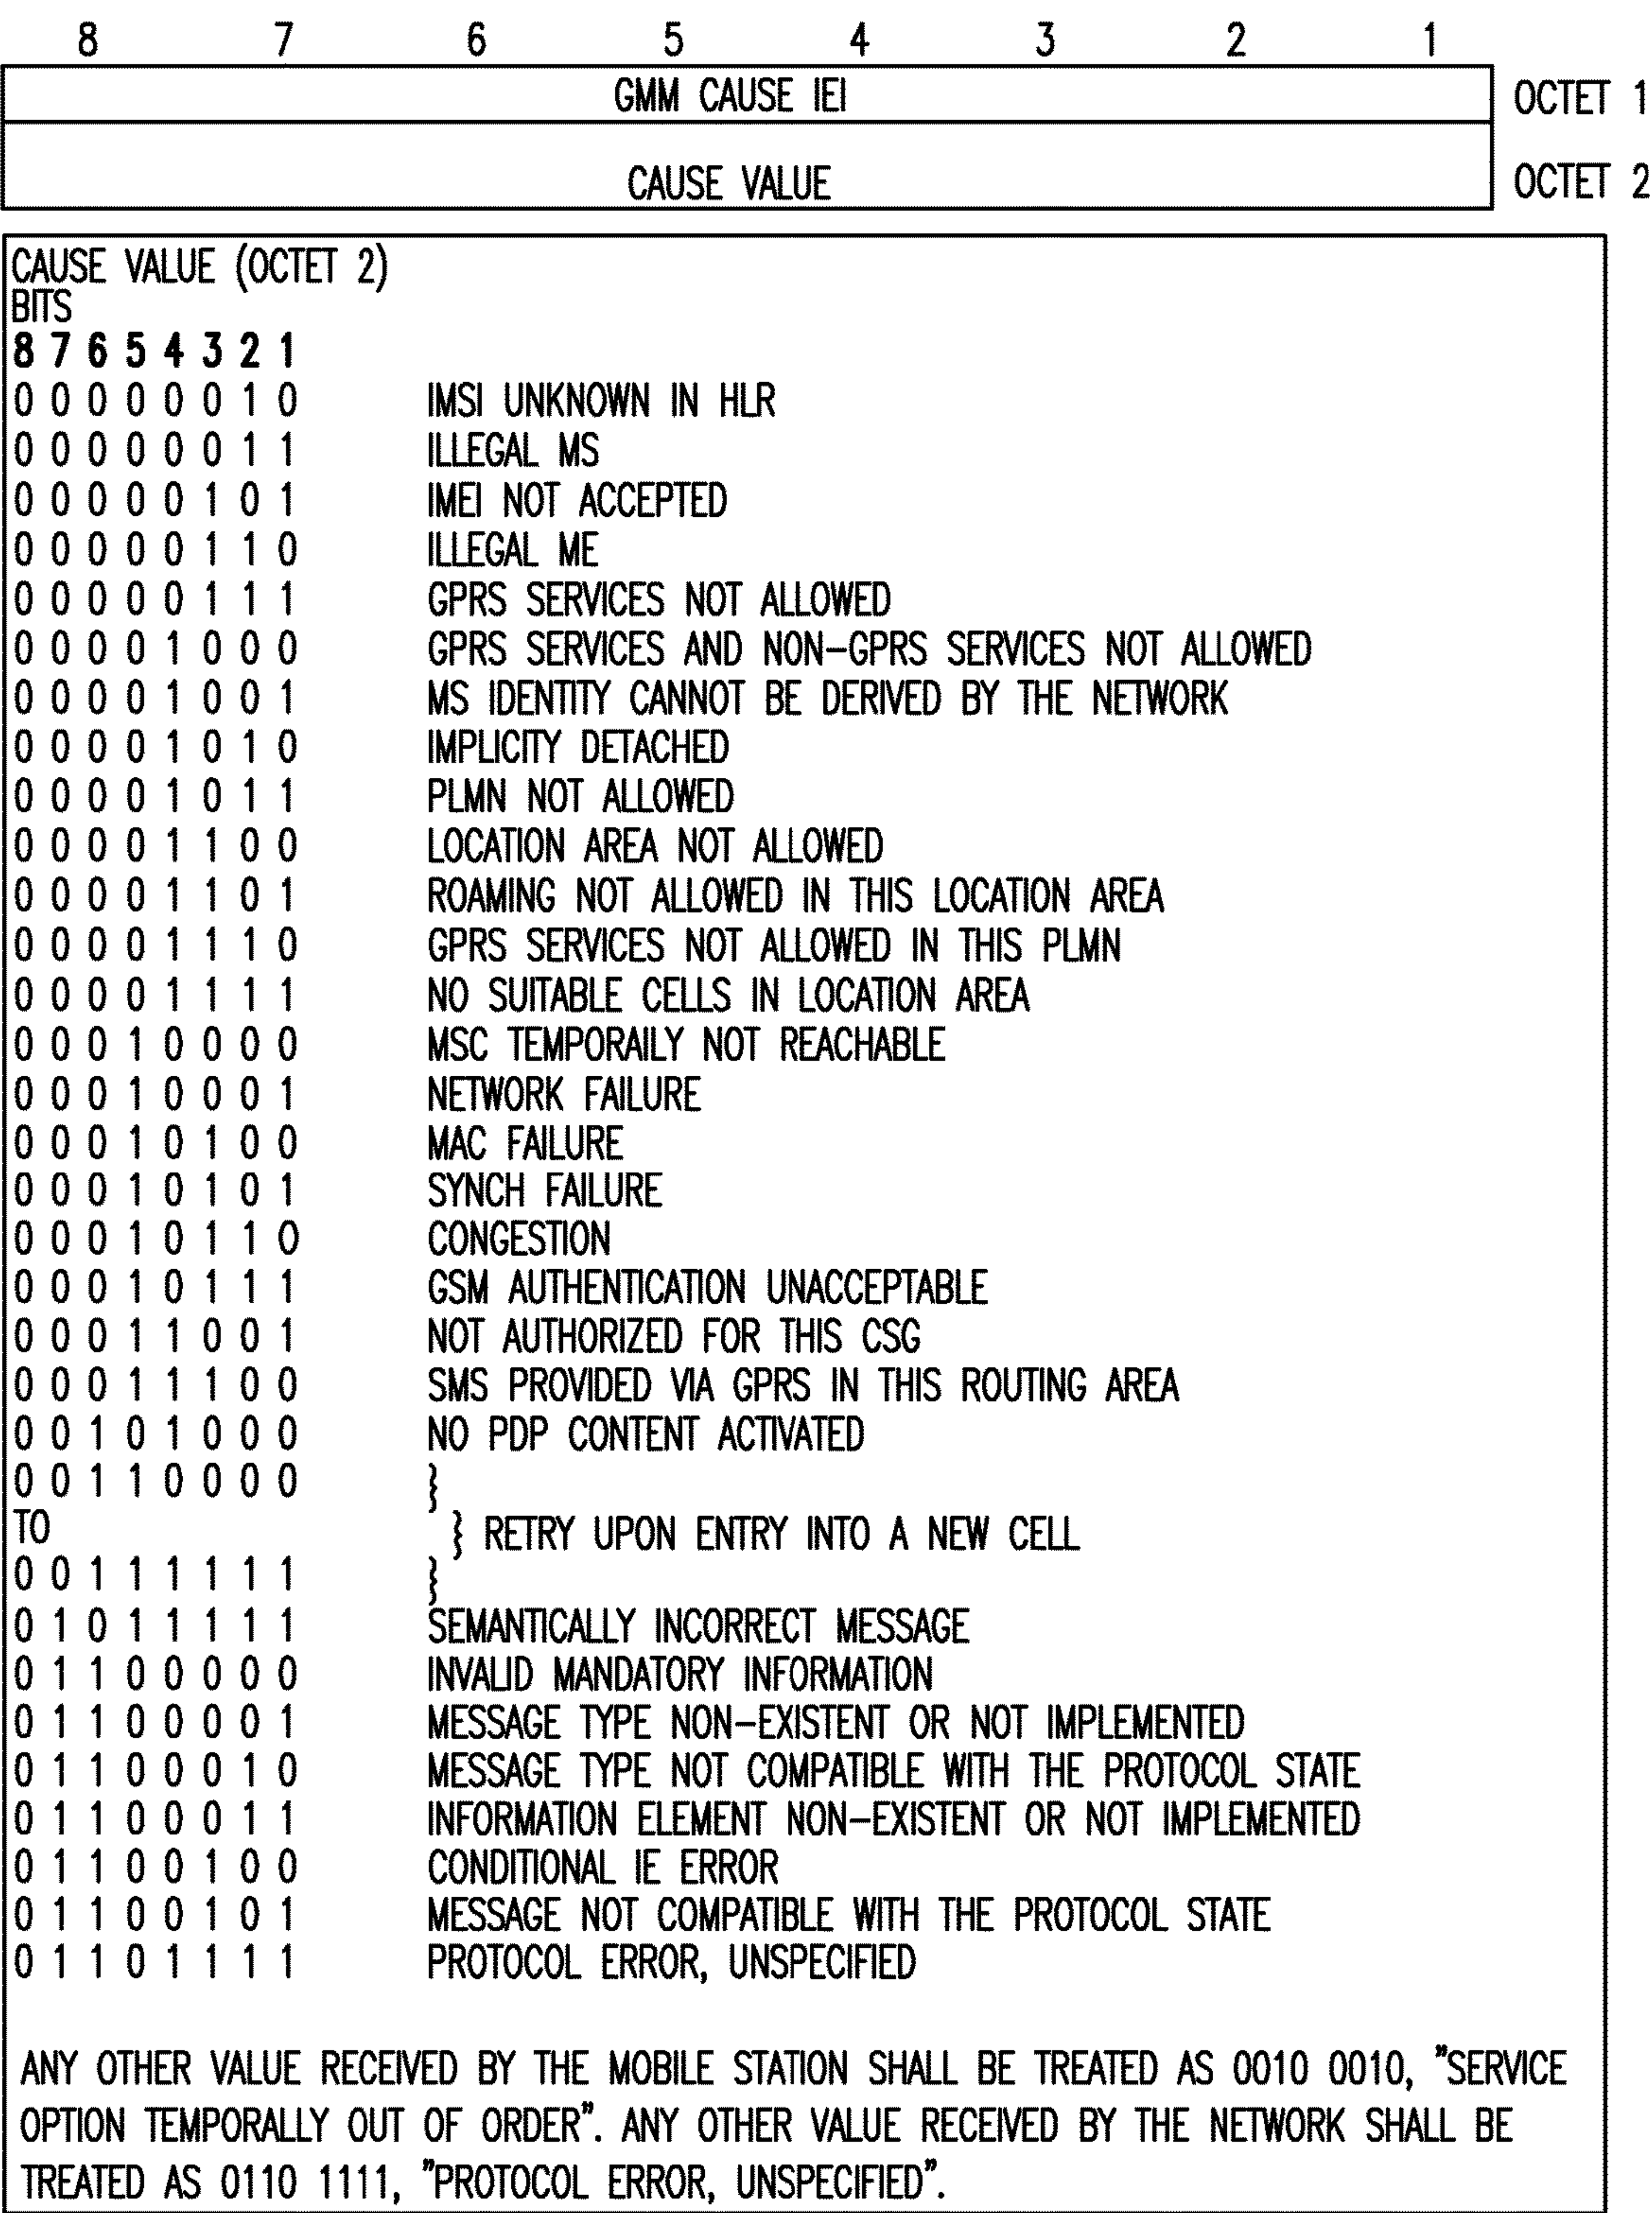 8 7 6 5 4 3 2 1
GMM CAUSE IEI OCTET 1
CAUSE VALUE OCTET 2
CAUSE VALUE (OCTET 2)
BITS
8 7 6 5 4 3 2 1
0 0 0 0 0 0 1 0 IMSI UNKNOWN IN HLR
0 0 0 0 0 0 1 1 ILLEGAL MS
0 0 0 0 0 1 0 1 IMEI NOT ACCEPTED
0 0 0 0 0 1 1 0 ILLEGAL ME
0 0 0 0 0 1 1 1 GPRS SERVICES NOT ALLOWED
0 0 0 0 1 0 0 0 GPRS SERVICES AND NON-GPRS SERVICES NOT ALLOWED
0 0 0 0 1 0 0 1 MS IDENTITY CANNOT BE DERIVED BY THE NETWORK
0 0 0 0 1 0 1 0 IMPLICITY DETACHED
0 0 0 0 1 0 1 1 PLMN NOT ALLOWED
0 0 0 0 1 1 0 0 LOCATION AREA NOT ALLOWED
0 0 0 0 1 1 0 1 ROAMING NOT ALLOWED IN THIS LOCATION AREA
0 0 0 0 1 1 1 0 GPRS SERVICES NOT ALLOWED IN THIS PLMN
0 0 0 0 1 1 1 1 NO SUITABLE CELLS IN LOCATION AREA
0 0 0 1 0 0 0 0 MSC TEMPORAILY NOT REACHABLE
0 0 0 1 0 0 0 1 NETWORK FAILURE
0 0 0 1 0 1 0 0 MAC FAILURE
0 0 0 1 0 1 0 1 SYNCH FAILURE
0 0 0 1 0 1 1 0 CONGESTION
0 0 0 1 0 1 1 1 GSM AUTHENTICATION UNACCEPTABLE
0 0 0 1 1 0 0 1 NOT AUTHORIZED FOR THIS CSG
0 0 0 1 1 1 0 0 SMS PROVIDED VIA GPRS IN THIS ROUTING AREA
0 0 1 0 1 0 0 0 NO PDP CONTENT ACTIVATED
0 0 1 1 0 0 0 0 }
TO } RETRY UPON ENTRY INTO A NEW CELL
0 0 1 1 1 1 1 1 }
0 1 0 1 1 1 1 1 SEMANTICALLY INCORRECT MESSAGE
0 1 1 0 0 0 0 0 INVALID MANDATORY INFORMATION
0 1 1 0 0 0 0 1 MESSAGE TYPE NON-EXISTENT OR NOT IMPLEMENTED
0 1 1 0 0 0 1 0 MESSAGE TYPE NOT COMPATIBLE WITH THE PROTOCOL STATE
0 1 1 0 0 0 1 1 INFORMATION ELEMENT NON-EXISTENT OR NOT IMPLEMENTED
0 1 1 0 0 1 0 0 CONDITIONAL IE ERROR
0 1 1 0 0 1 0 1 MESSAGE NOT COMPATIBLE WITH THE PROTOCOL STATE
0 1 1 0 1 1 1 1 PROTOCOL ERROR, UNSPECIFIED
ANY OTHER VALUE RECEIVED BY THE MOBILE STATION SHALL BE TREATED AS 0010 0010, "SERVICE
OPTION TEMPORALLY OUT OF ORDER". ANY OTHER VALUE RECEIVED BY THE NETWORK SHALL BE
TREATED AS 0110 1111, "PROTOCOL ERROR, UNSPECIFIED".